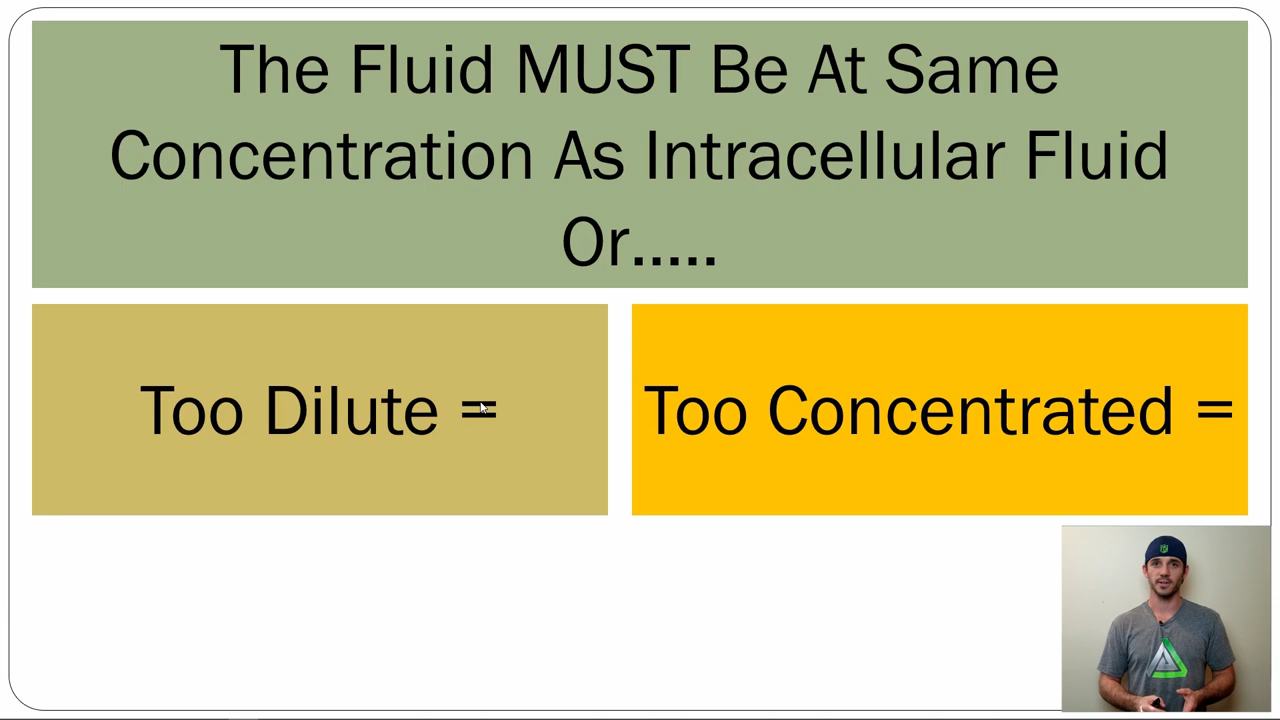 The Fluid MUST Be At Same
Concentration As Intracellular Fluid
Or.....
Too Dilute =
Too Concentrated =